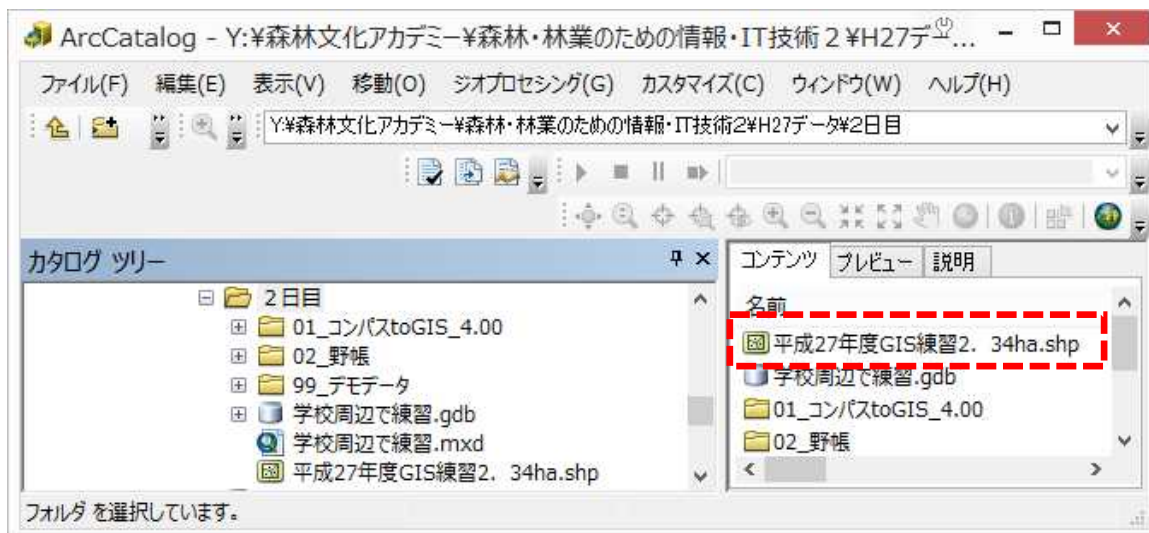 ArcCatalog - Y:¥森林文化アカデミー¥森林・林業のための情報・IT技術２¥H27デ...
ファイル(F) 編集(E) 表示(V) 移動(O) ジオプロセシング(G) カスタマイズ(C) ウィンドウ(W) ヘルプ(H)
Y:¥森林文化アカデミー¥森林・林業のための情報・IT技術2¥H27データ¥2日目
カタログ ツリー
２日目
01_コンパスtoGIS_4.00
02_野帳
99_デモデータ
学校周辺で練習.gdb
学校周辺で練習.mxd
平成27年度GIS練習2．34ha.shp
コンテンツ プレビュー 説明
名前
平成27年度GIS練習2．34ha.shp
学校周辺で練習.gdb
01_コンパスtoGIS_4.00
02_野帳
フォルダ を選択しています。